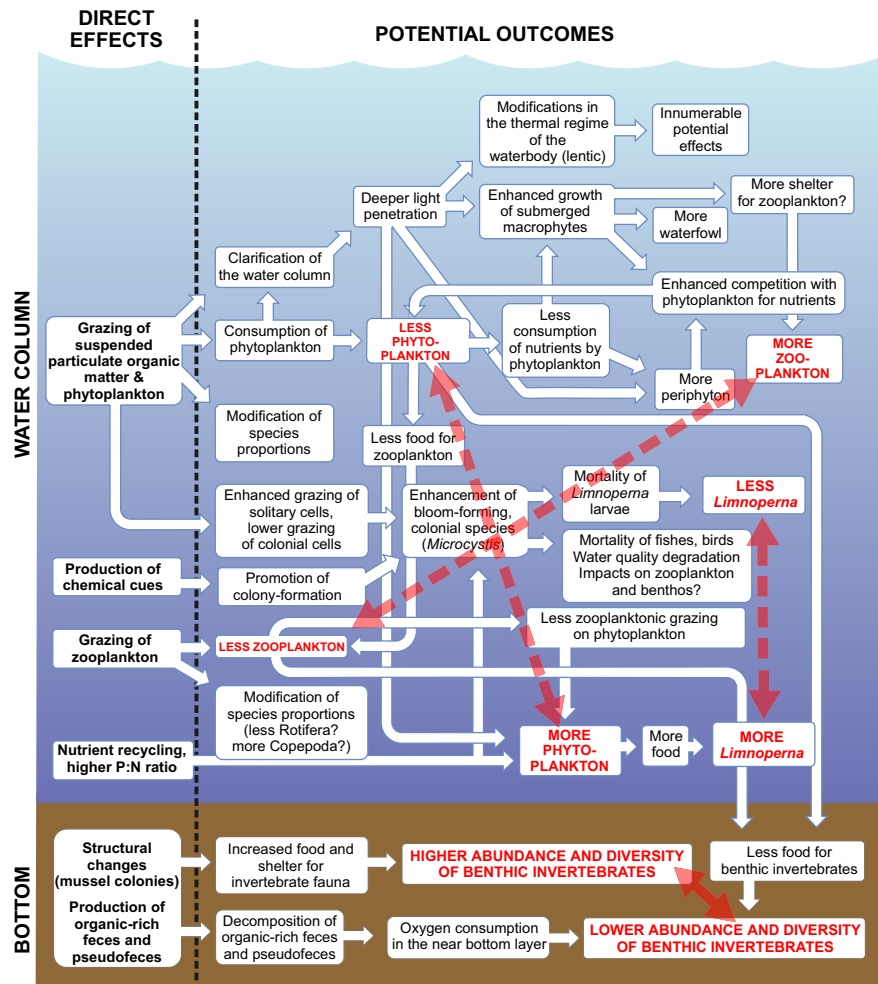 DIRECT
EFFECTS
POTENTIAL OUTCOMES
WATER COLUMN
BOTTOM
Modifications in
the thermal regime
of the
waterbody (lentic)
Innumerable
potential
effects
Deeper light
penetration
Enhanced growth
of submerged
macrophytes
More shelter
for zooplankton?
More
waterfowl
Clarification of
the water column
Enhanced competition with
phytoplankton for nutrients
Grazing of
suspended
particulate organic
matter &
phytoplankton
Consumption of
phytoplankton
LESS
PHYTO-
PLANKTON
Less
consumption
of nutrients by
phytoplankton
MORE
ZOO-
PLANKTON
More
periphyton
Modification of
species
proportions
Less food for
zooplankton
Enhanced grazing of
solitary cells,
lower grazing
of colonial cells
Enhancement of
bloom-forming,
colonial species
(Microcystis)
Mortality of
Limnoperna
larvae
LESS
Limnoperna
Mortality of fishes, birds
Water quality degradation
Impacts on zooplankton
and benthos?
Production of
chemical cues
Promotion of
colony-formation
Grazing of
zooplankton
LESS ZOOPLANKTON
Less zooplanktonic grazing
on phytoplankton
Modification of
species proportions
(less Rotifera?
more Copepoda?)
Nutrient recycling,
higher P:N ratio
MORE
PHYTO-
PLANKTON
More
food
MORE
Limnoperna
Structural
changes
(mussel colonies)
Increased food and
shelter for
invertebrate fauna
HIGHER ABUNDANCE AND DIVERSITY
OF BENTHIC INVERTEBRATES
Less food for
benthic invertebrates
Production of
organic-rich
feces and
pseudofeces
Decomposition of
organic-rich feces
and pseudofeces
Oxygen consumption
in the near bottom layer
LOWER ABUNDANCE AND DIVERSITY
OF BENTHIC INVERTEBRATES